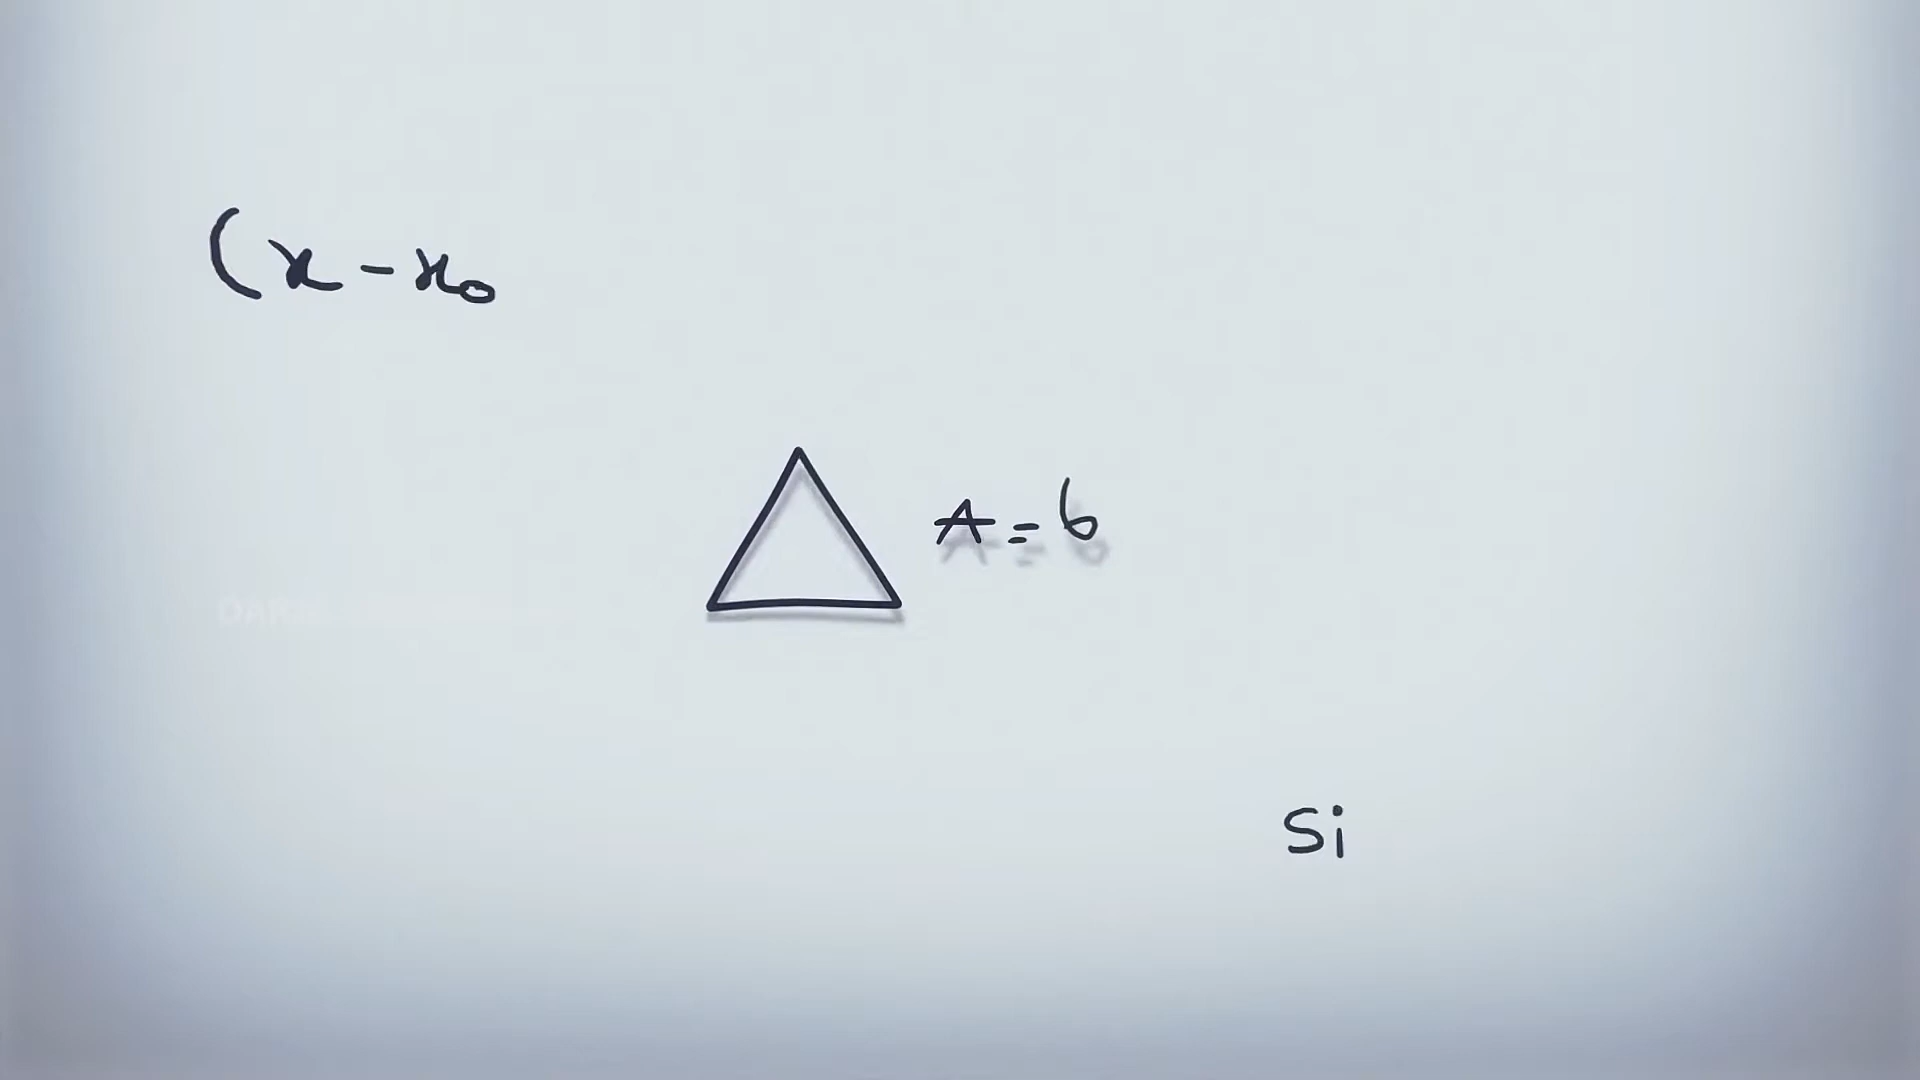 (x - x₀
A = 6
Si